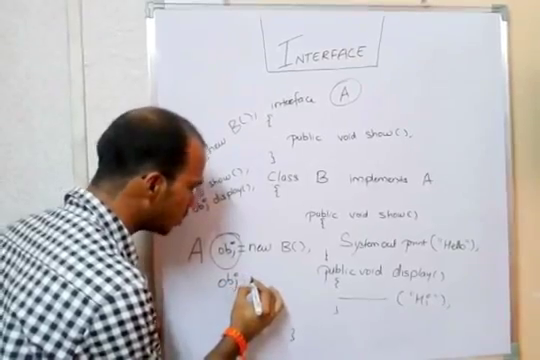 INTERFACE
interface A
{
new B();
public void show();
}
show();
obj display();
Class B implements A
{
public void show()
{
A obj = new B();
System.out.print("Hello");
}
obj
public void display()
{
("Hi");
}
}